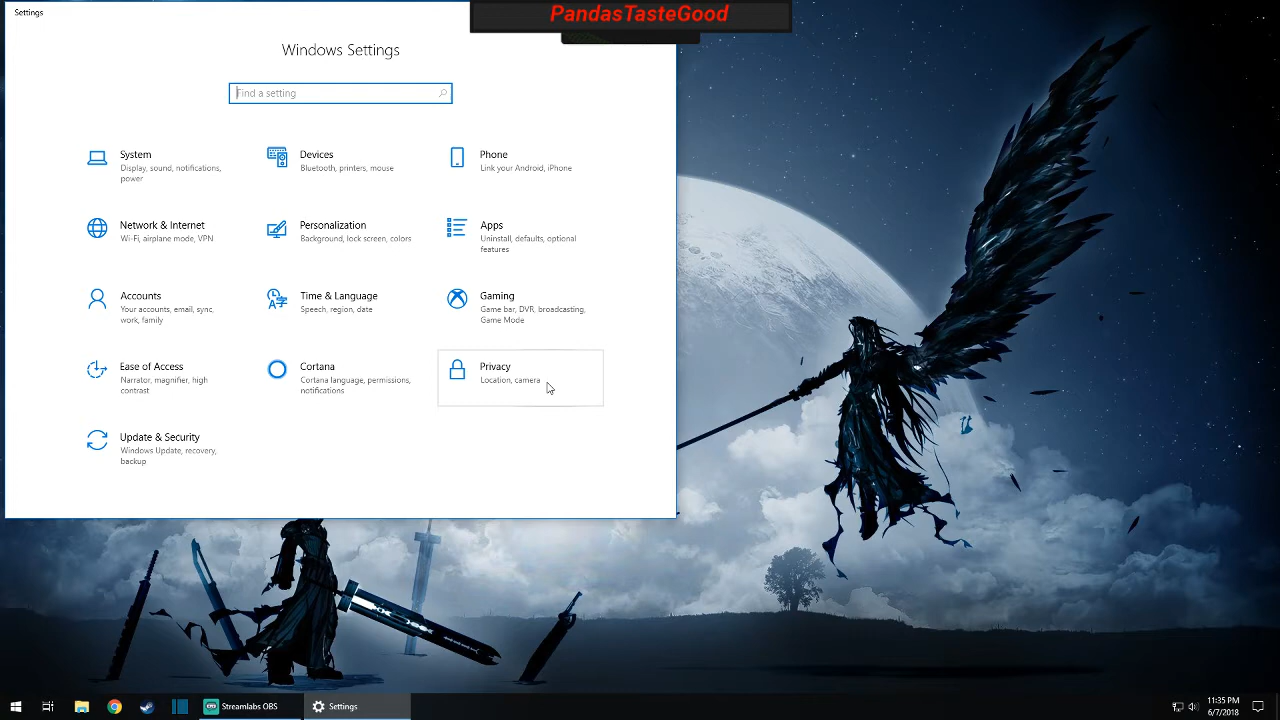 Settings
PandasTasteGood
Windows Settings
Find a setting
System
Display, sound, notifications,
power
Devices
Bluetooth, printers, mouse
Phone
Link your Android, iPhone
Network & Internet
Wi-Fi, airplane mode, VPN
Personalization
Background, lock screen, colors
Apps
Uninstall, defaults, optional
features
Accounts
Your accounts, email, sync,
work, family
Time & Language
Speech, region, date
Gaming
Game bar, DVR, broadcasting,
Game Mode
Ease of Access
Narrator, magnifier, high
contrast
Cortana
Cortana language, permissions,
notifications
Privacy
Location, camera
Update & Security
Windows Update, recovery,
backup
Streamlabs OBS
Settings
11:35 PM
6/7/2018